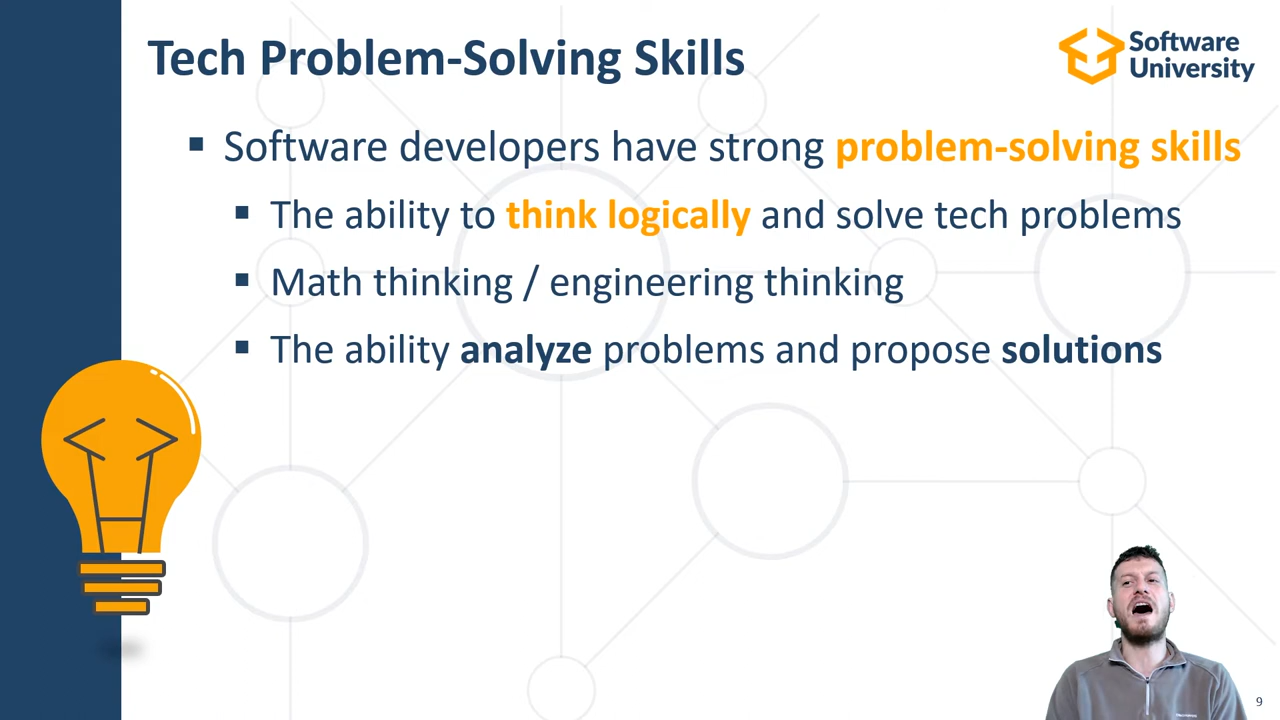 Tech Problem-Solving Skills
Software
University
▪ Software developers have strong problem-solving skills
▪ The ability to think logically and solve tech problems
▪ Math thinking / engineering thinking
▪ The ability analyze problems and propose solutions
9